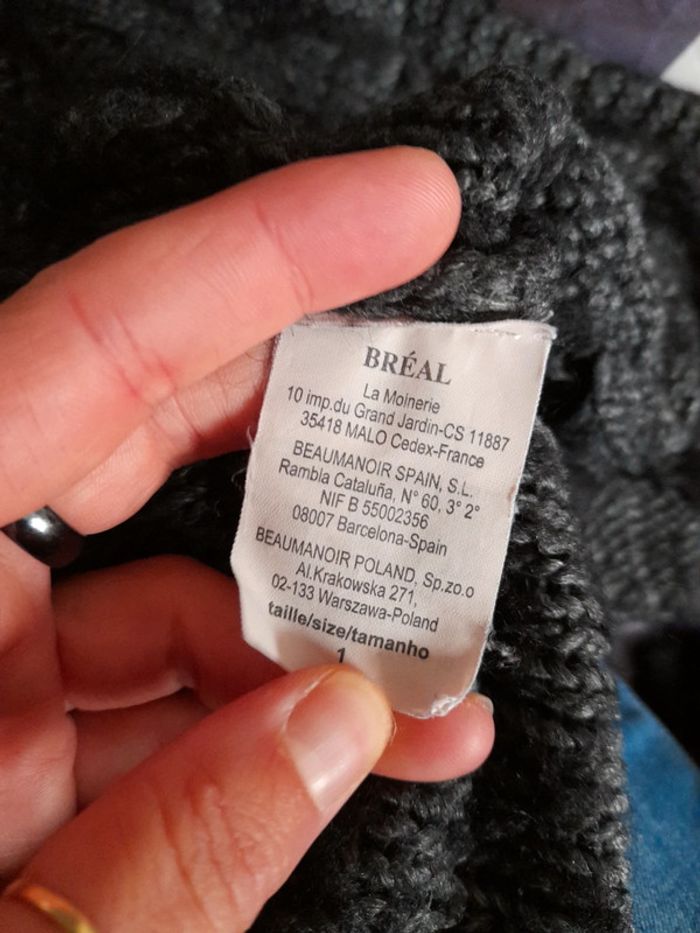 BRÉAL
La Moinerie
10 imp.du Grand Jardin-CS 11887
35418 MALO Cedex-France
BEAUMANOIR SPAIN, S.L.
Rambla Cataluña, N° 60, 3° 2°
NIF B 55002356
08007 Barcelona-Spain
BEAUMANOIR POLAND, Sp.zo.o
Al.Krakowska 271,
02-133 Warszawa-Poland
taille/size/tamanho
1